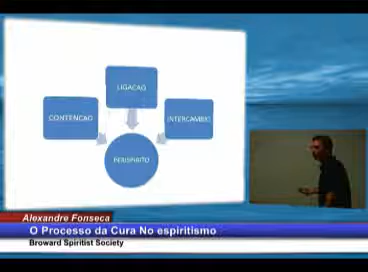 LIGACAO
CONTENCAO
INTERCAMBIO
PERISPIRITO
Alexandre Fonseca
O Processo da Cura No espiritismo
Broward Spiritist Society